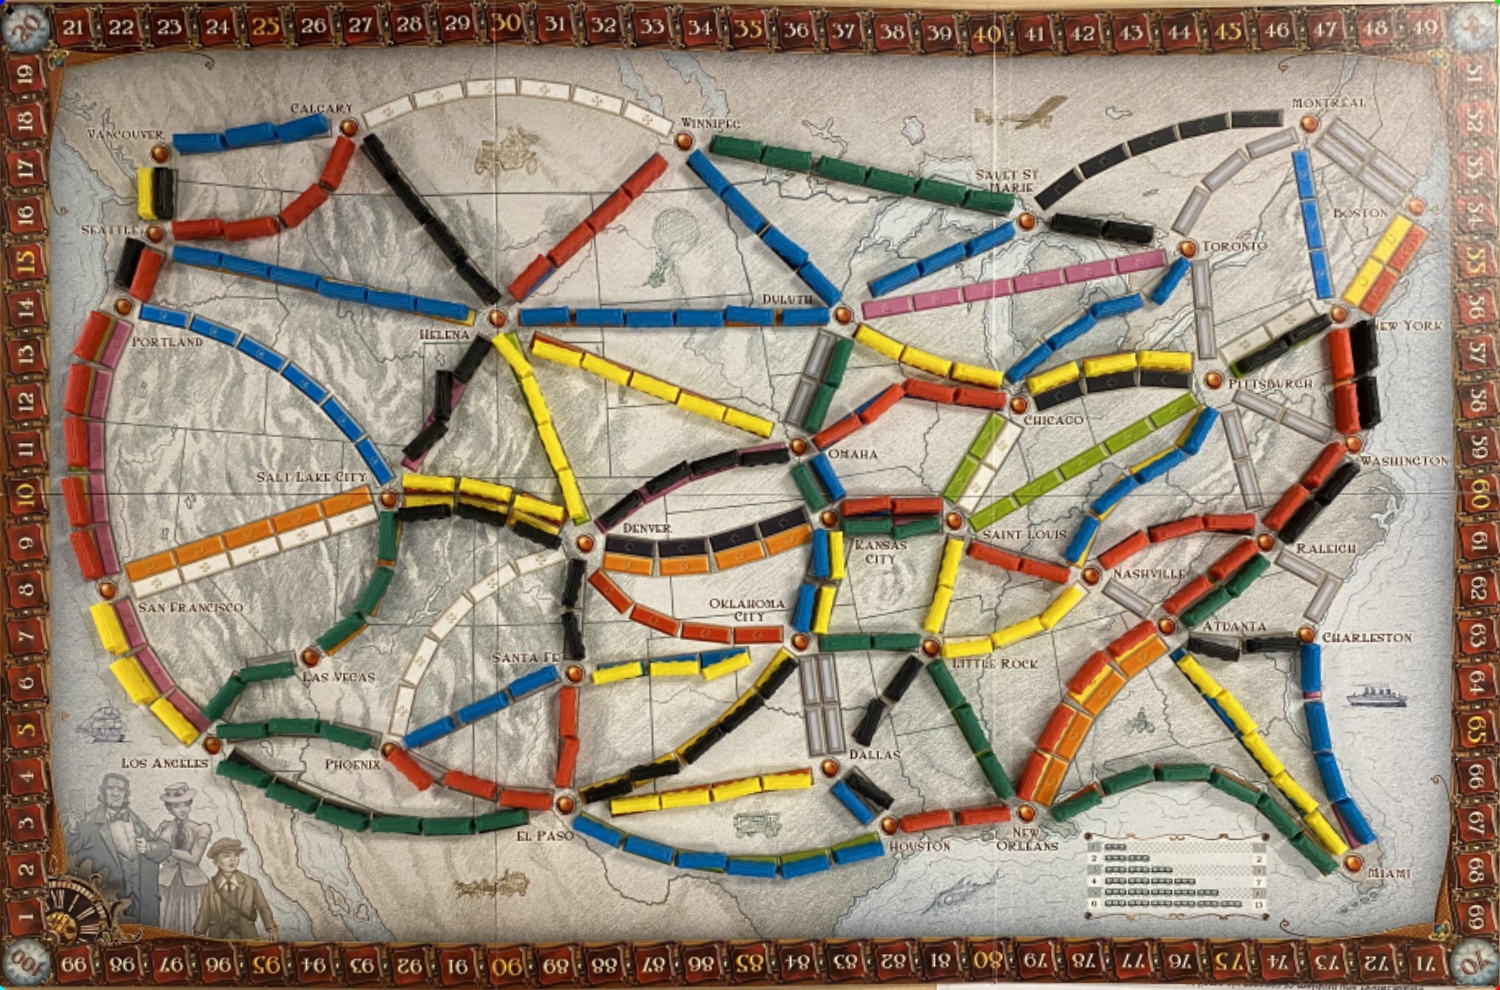 20 21 22 23 24 25 26 27 28 29 30 31 32 33 34 35 36 37 38 39 40 41 42 43 44 45 46 47 48 49
19
18
17
16
15
14
13
12
11
10
9
8
7
6
5
4
3
2
1
51
52
53
54
55
56
57
58
59
60
61
62
63
64
65
66
67
68
69
MONTRÉAL
CALGARY
WINNIPEG
VANCOUVER
SAULT ST.
MARIE
BOSTON
SEATTLE
TORONTO
DULUTH
NEW YORK
HELENA
PORTLAND
PITTSBURGH
CHICAGO
OMAHA
WASHINGTON
SALT LAKE CITY
DENVER
SAINT LOUIS
KANSAS
CITY
RALEIGH
NASHVILLE
SAN FRANCISCO
OKLAHOMA
CITY
ATLANTA
CHARLESTON
SANTA FE
LITTLE ROCK
LAS VEGAS
DALLAS
LOS ANGELES
PHOENIX
EL PASO
NEW
ORLEANS
HOUSTON
MIAMI
1
2 2
4 7
6 15
100 99 98 97 96 95 94 93 92 91 90 89 88 87 86 85 84 83 82 81 80 79 78 77 76 75 74 73 72 71 70